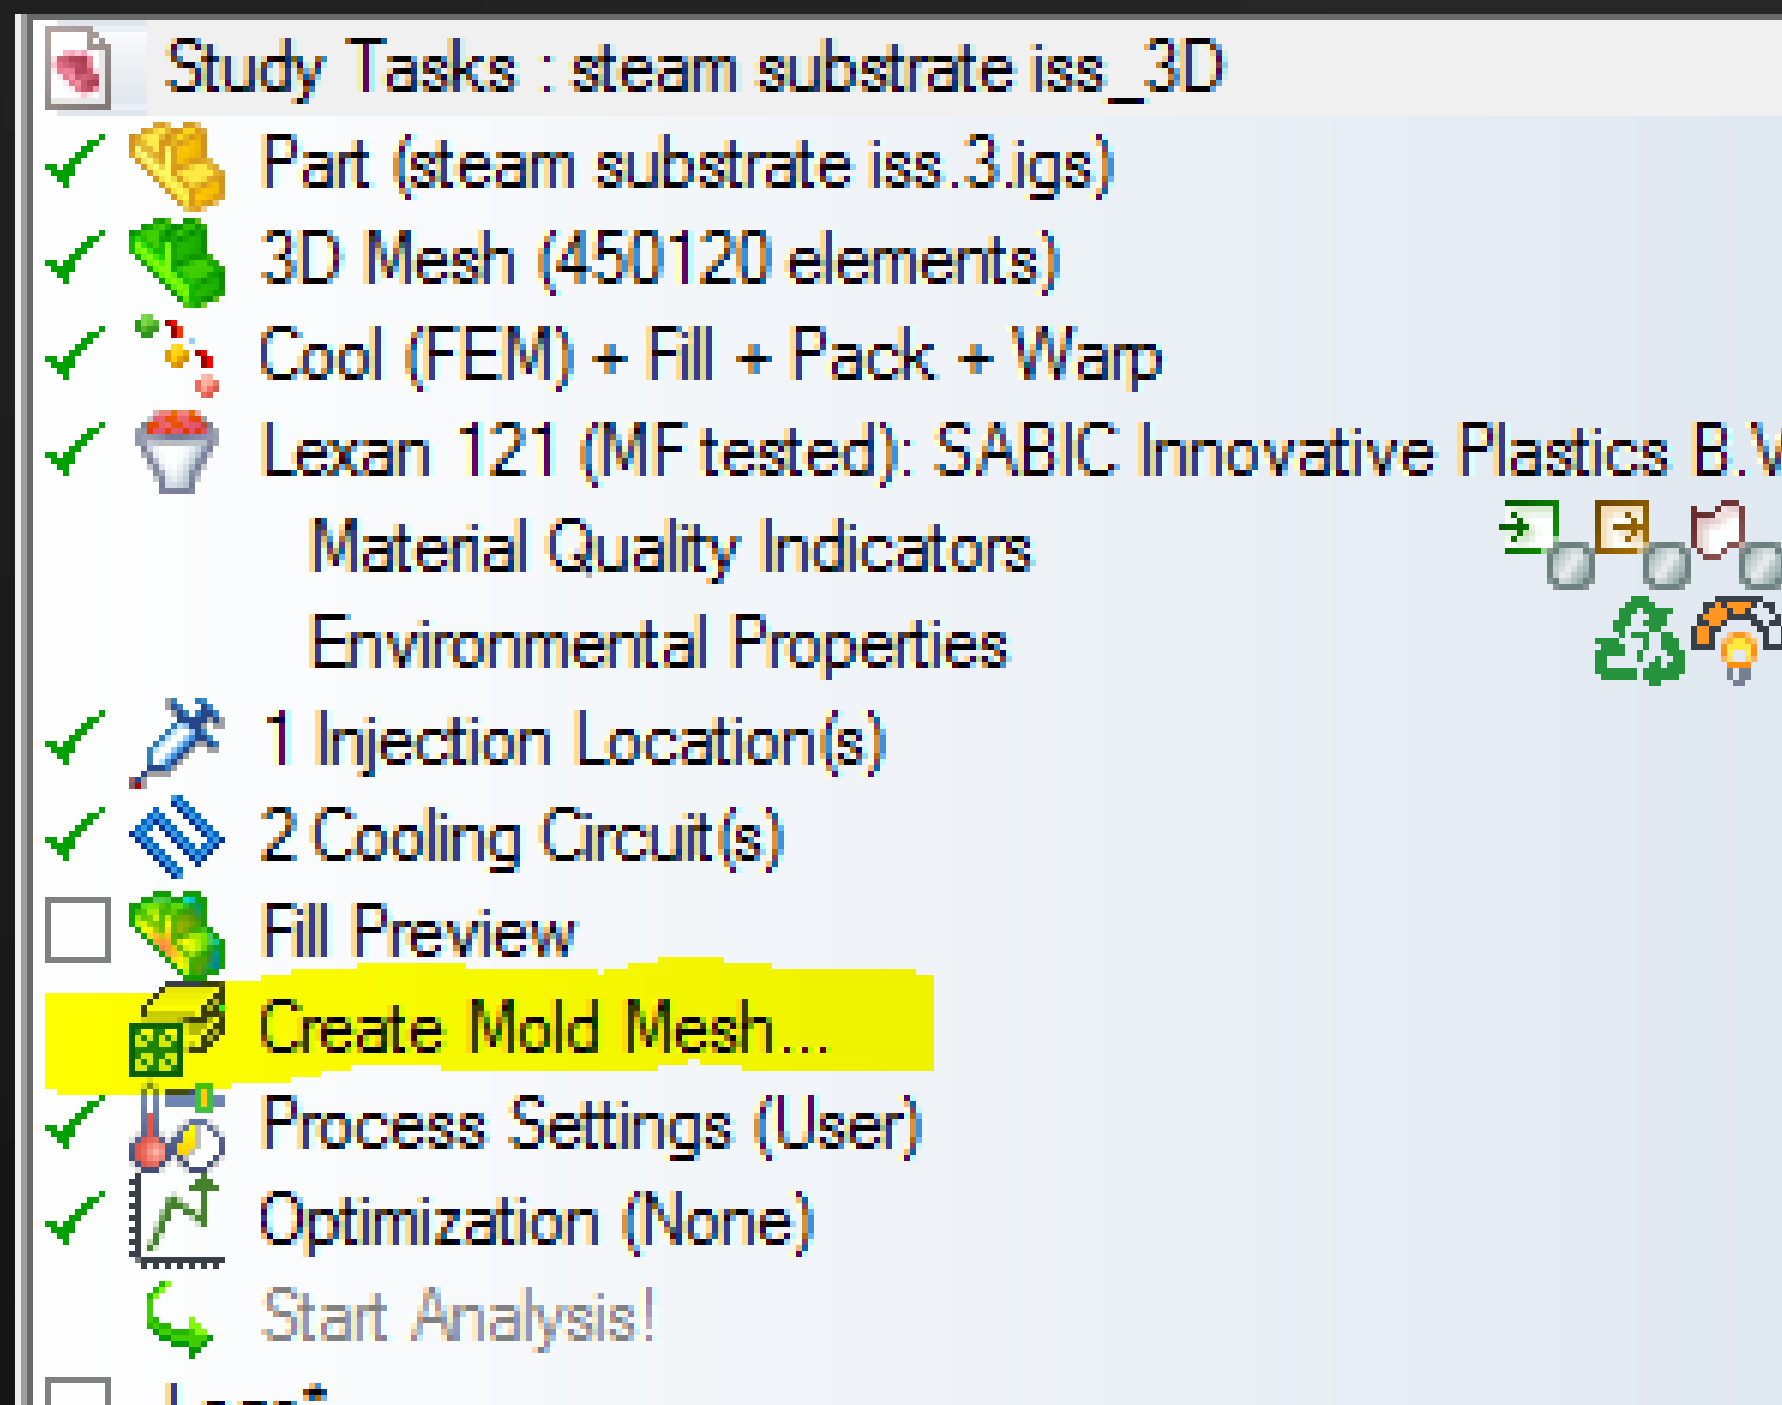 Study Tasks : steam substrate iss_3D
Part (steam substrate iss.3.igs)
3D Mesh (450120 elements)
Cool (FEM) + Fill + Pack + Warp
Lexan 121 (MF tested): SABIC Innovative Plastics B.V
Material Quality Indicators
Environmental Properties
1 Injection Location(s)
2 Cooling Circuit(s)
Fill Preview
Create Mold Mesh...
Process Settings (User)
Optimization (None)
Start Analysis!